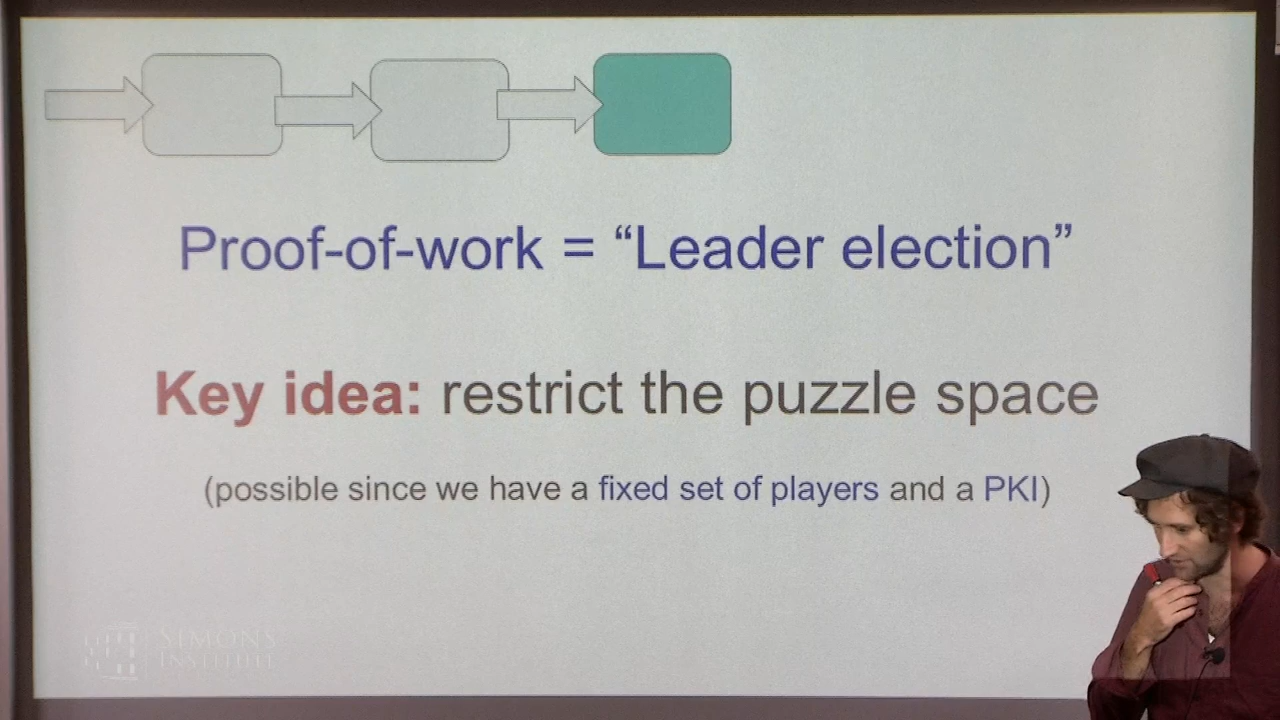 Proof-of-work = “Leader election”
Key idea: restrict the puzzle space
(possible since we have a fixed set of players and a PKI)
SIMONS
INSTITUTE